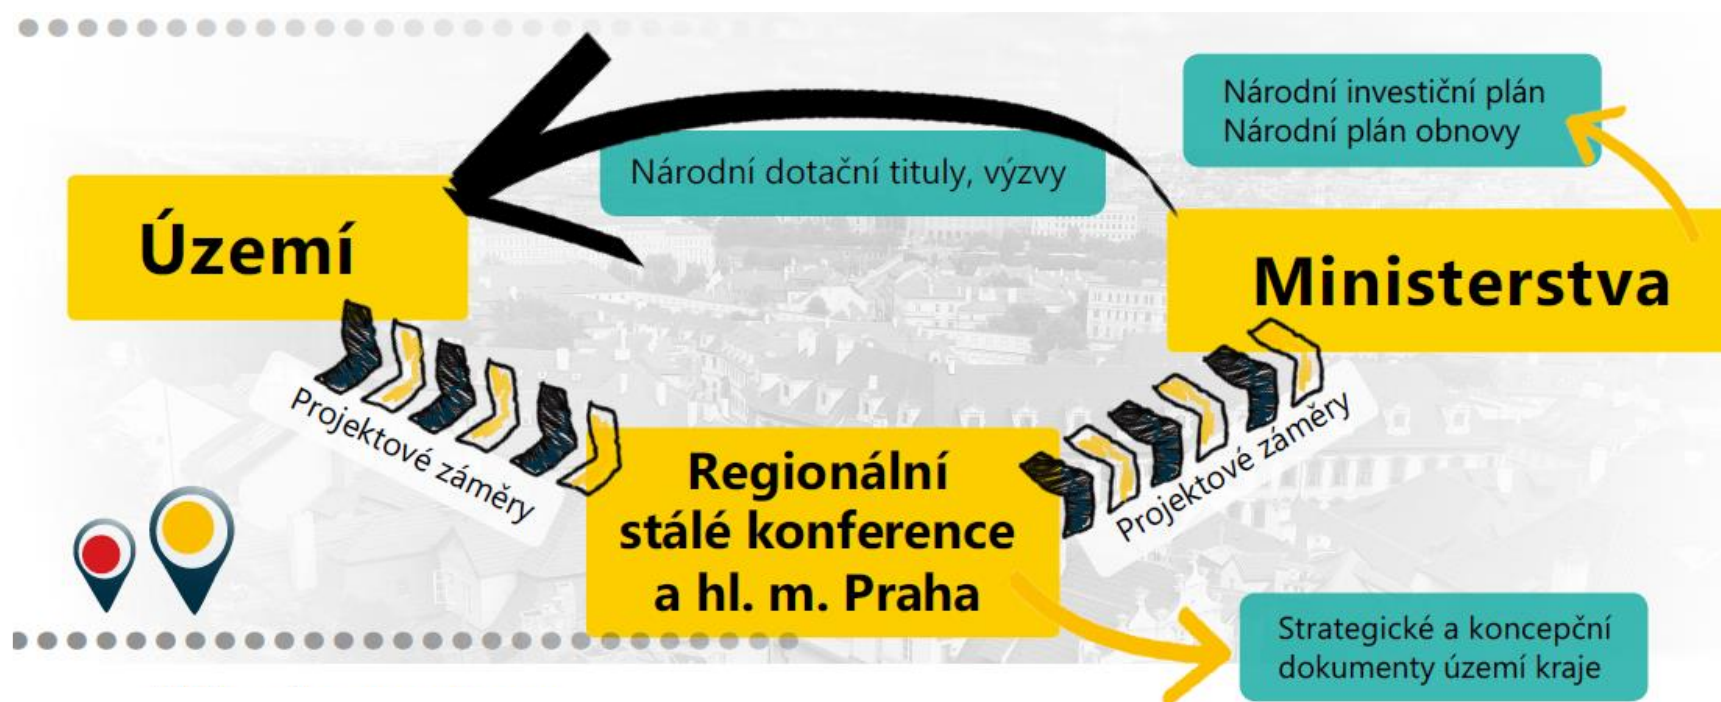 Národní investiční plán
Národní plán obnovy
Národní dotační tituly, výzvy
Území
Ministerstva
Projektové záměry
Projektové záměry
Regionální
stálé konference
a hl. m. Praha
Strategické a koncepční
dokumenty území kraje